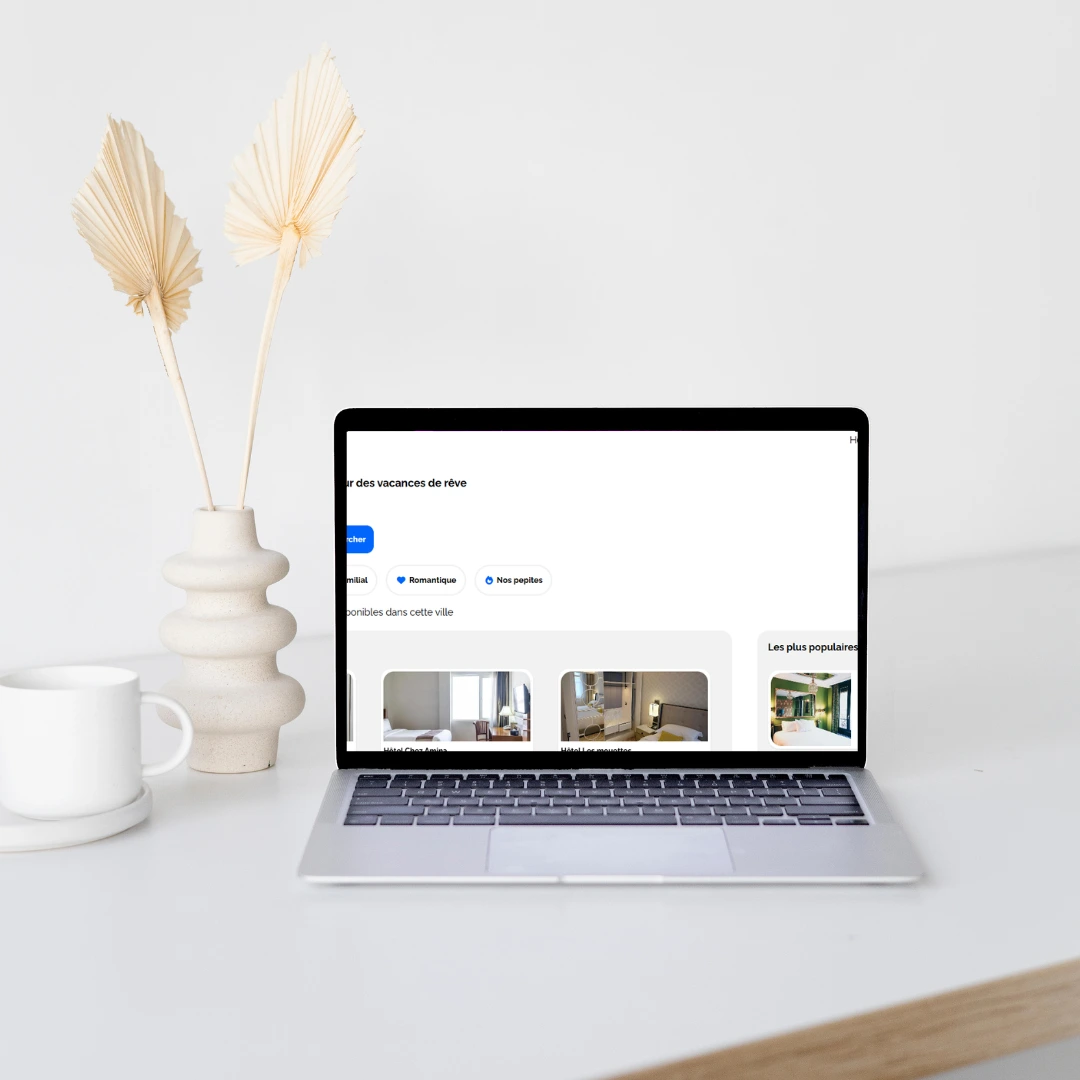 H
ur des vacances de rêve
rcher
milial
Romantique
Nos pepites
ponibles dans cette ville
Les plus populaires
Hôtel Chez Amina
Hôtel Les mouettes